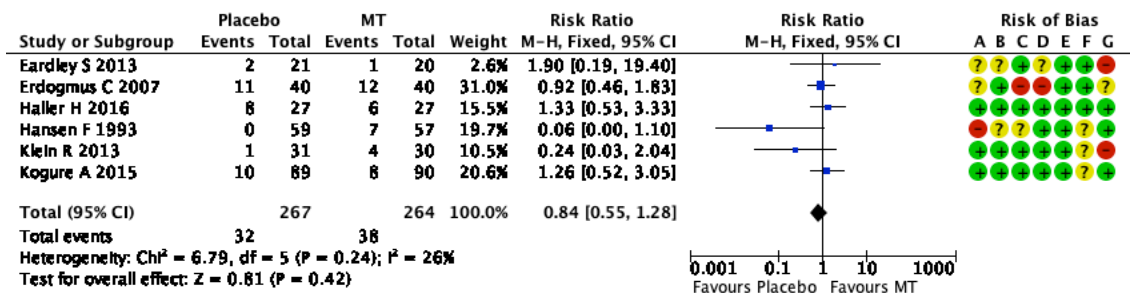 Placebo MT Risk Ratio Risk Ratio Risk of Bias
Study or Subgroup Events Total Events Total Weight M-H, Fixed, 95% CI M-H, Fixed, 95% CI A B C D E F G
Eardley S 2013 2 21 1 20 2.6% 1.90 [0.19, 19.40] ? ? + ? + + -
Erdogmus C 2007 11 40 12 40 31.0% 0.92 [0.46, 1.83] ? + - - + + ?
Haller H 2016 8 27 6 27 15.5% 1.33 [0.53, 3.33] + + + + + + +
Hansen F 1993 0 59 7 57 19.7% 0.06 [0.00, 1.10] - ? ? + + ? +
Klein R 2013 1 31 4 30 10.5% 0.24 [0.03, 2.04] + + + + + ? -
Kogure A 2015 10 89 8 90 20.6% 1.26 [0.52, 3.05] + + + + + ? +
Total (95% CI) 267 264 100.0% 0.84 [0.55, 1.28]
Total events 32 38
Heterogeneity: Chi² = 6.79, df = 5 (P = 0.24); I² = 26%
Test for overall effect: Z = 0.81 (P = 0.42)
0.001 0.1 1 10 1000
Favours Placebo Favours MT